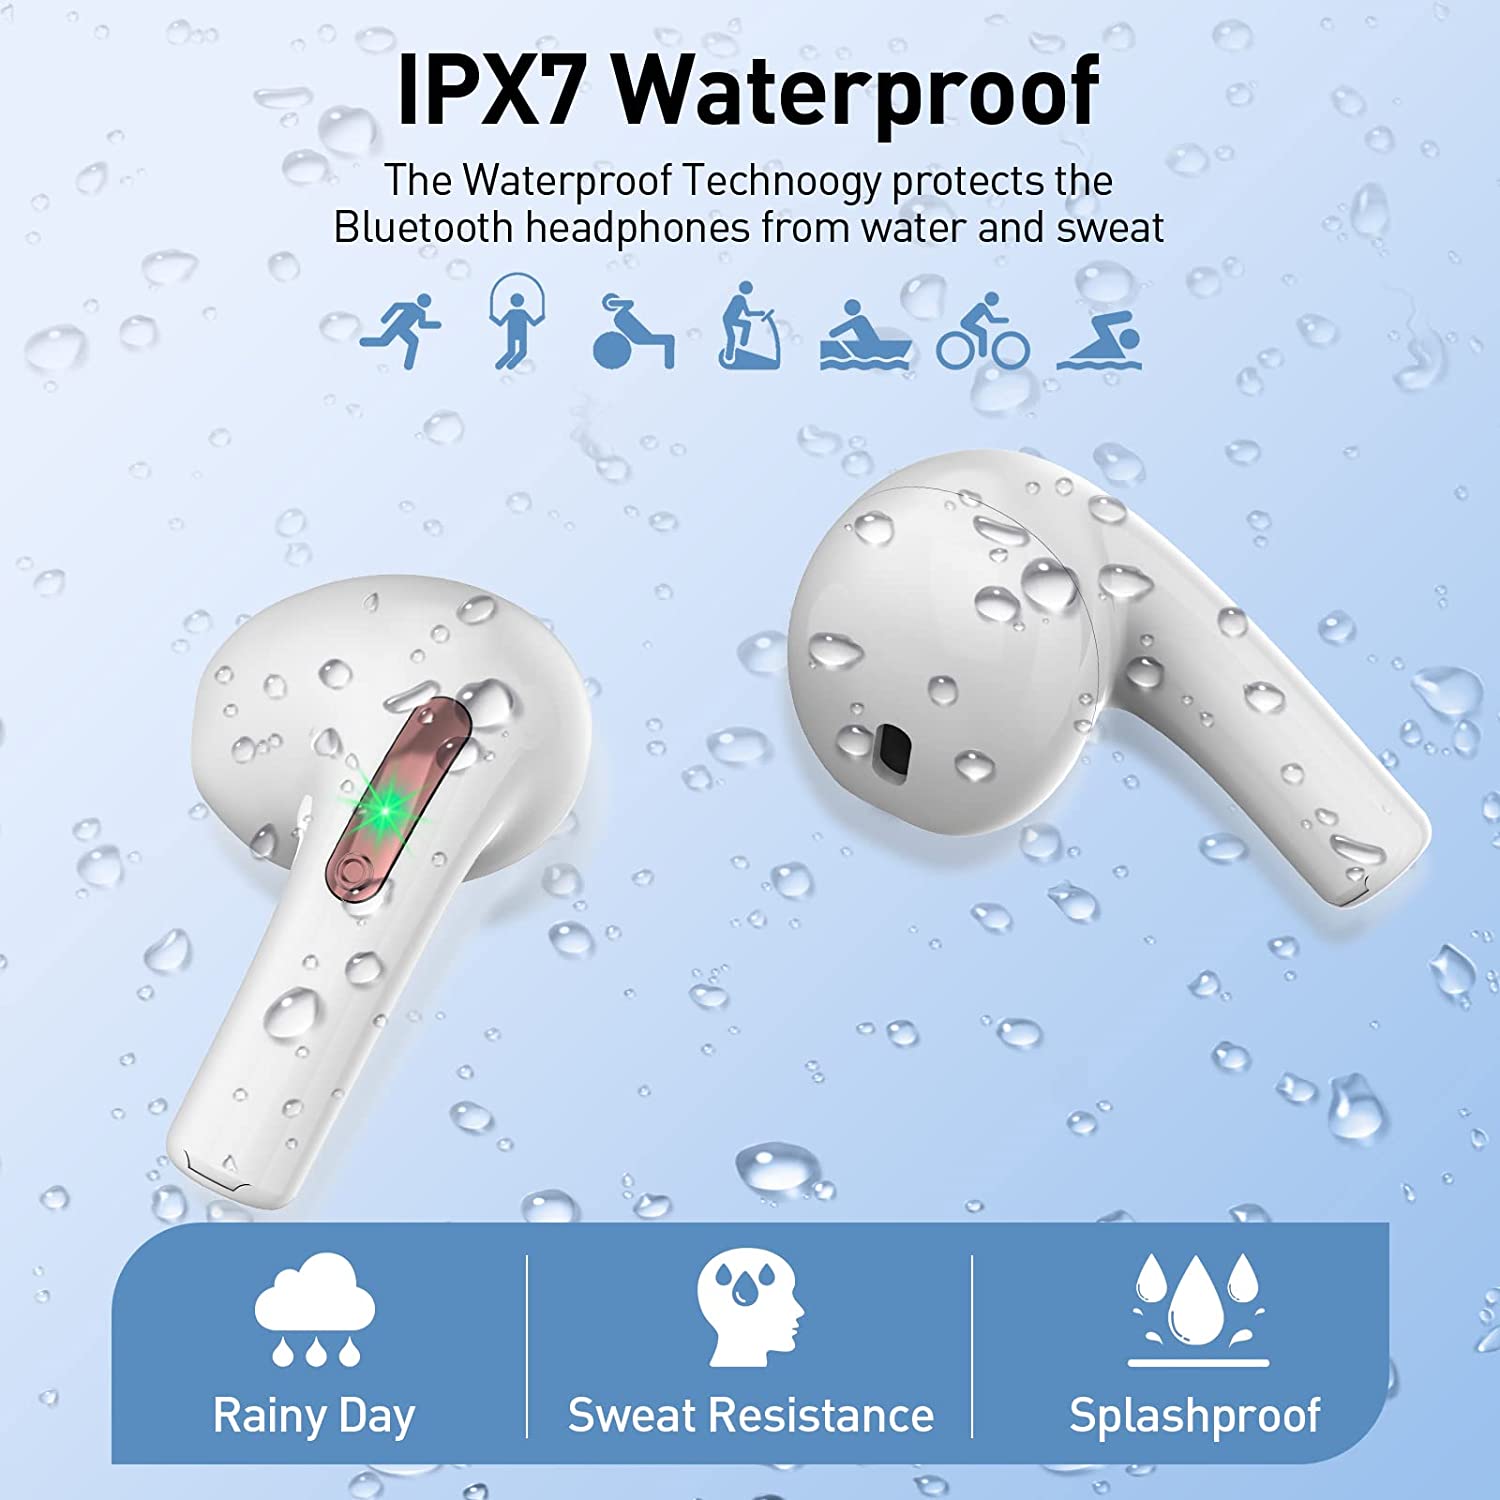 IPX7 Waterproof
The Waterproof Technoogy protects the
Bluetooth headphones from water and sweat
Rainy Day
Sweat Resistance
Splashproof